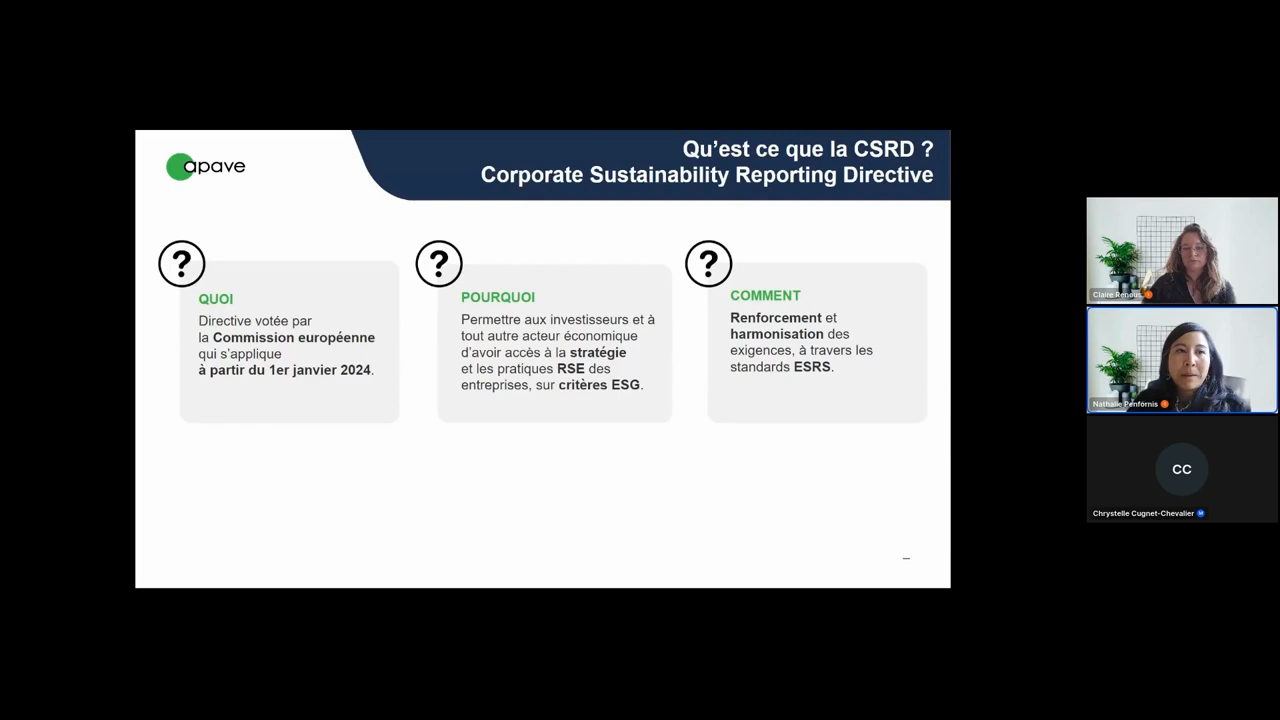 apave
Qu'est ce que la CSRD ?
Corporate Sustainability Reporting Directive
?
QUOI
Directive votée par
la Commission européenne
qui s'applique
à partir du 1er janvier 2024.
?
POURQUOI
Permettre aux investisseurs et à
tout autre acteur économique
d'avoir accès à la stratégie
et les pratiques RSE des
entreprises, sur critères ESG.
?
COMMENT
Renforcement et
harmonisation des
exigences, à travers les
standards ESRS.
Claire
Nathalie Penfornis
CC
Chrystelle Cugnet-Chevalier